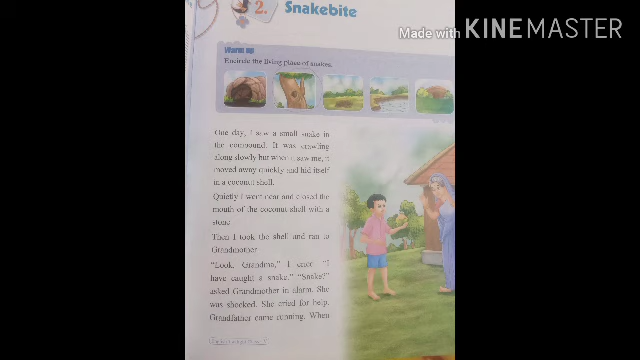 Made with KINEMASTER
2. Snakebite
Warm up
Encircle the living place of snakes.
One day, I saw a small snake in
the compound. It was crawling
along slowly but when it saw me, it
moved away quickly and hid itself
in a coconut shell.
Quietly I went near and closed the
mouth of the coconut shell with a
stone
Then I took the shell and ran to
Grandmother
"Look, Grandma," I cried "I
have caught a snake." "Snake?"
asked Grandmother in alarm. She
was shocked. She cried for help.
Grandfather came running. When